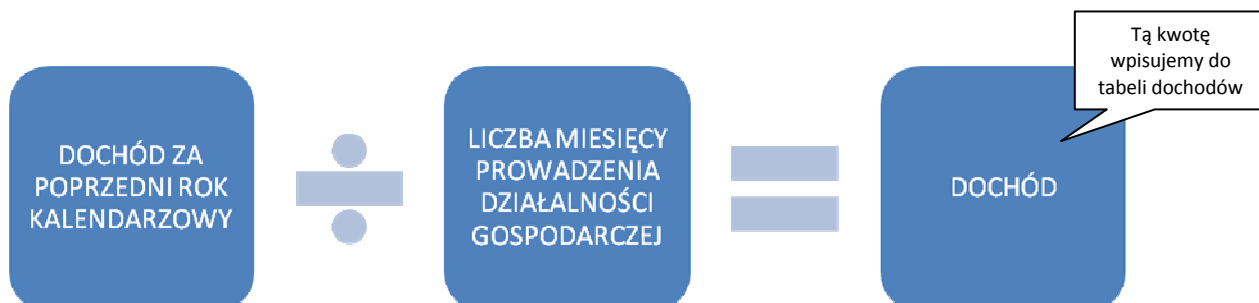 Tą kwotę
wpisujemy do
tabeli dochodów
DOCHÓD ZA
POPRZEDNI ROK
KALENDARZOWY
LICZBA MIESIĘCY
PROWADZENIA
DZIAŁALNOŚCI
GOSPODARCZEJ
DOCHÓD